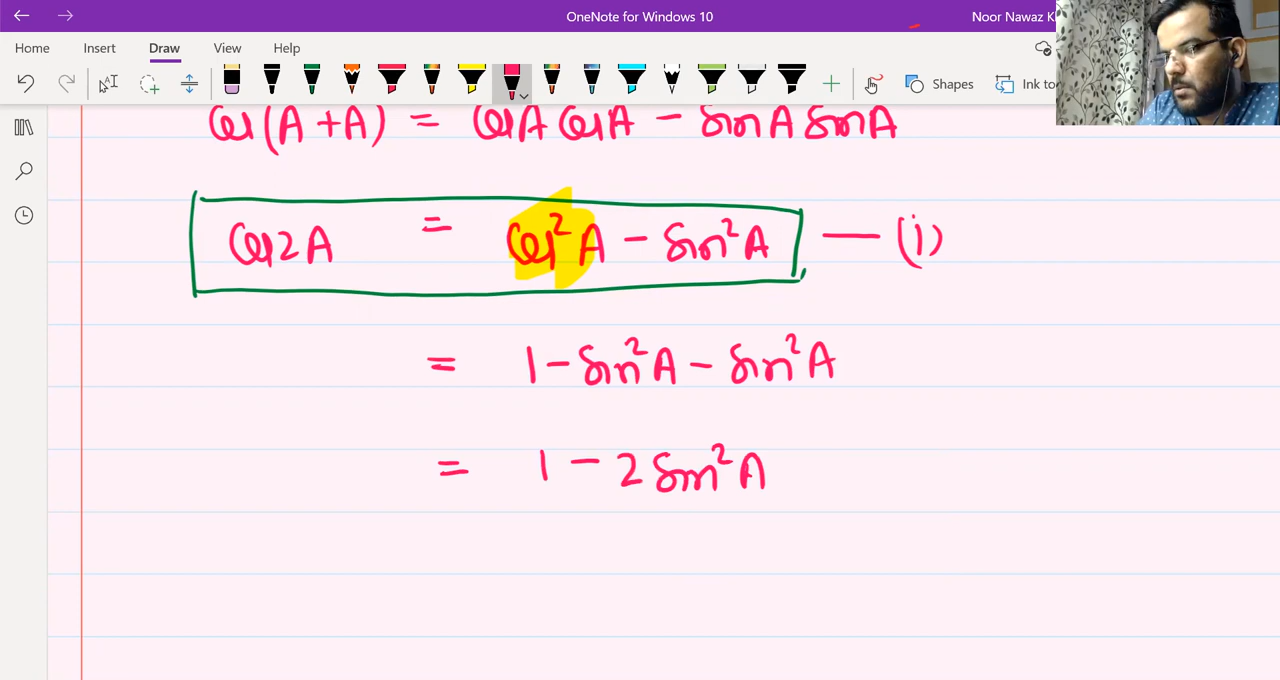 OneNote for Windows 10
Noor Nawaz K
Home Insert Draw View Help
Shapes Ink to
Cos(A+A) = CosA CosA - SinA SinA
Cos2A = Cos²A - Sin²A — (i)
= 1 - Sin²A - Sin²A
= 1 - 2 Sin²A